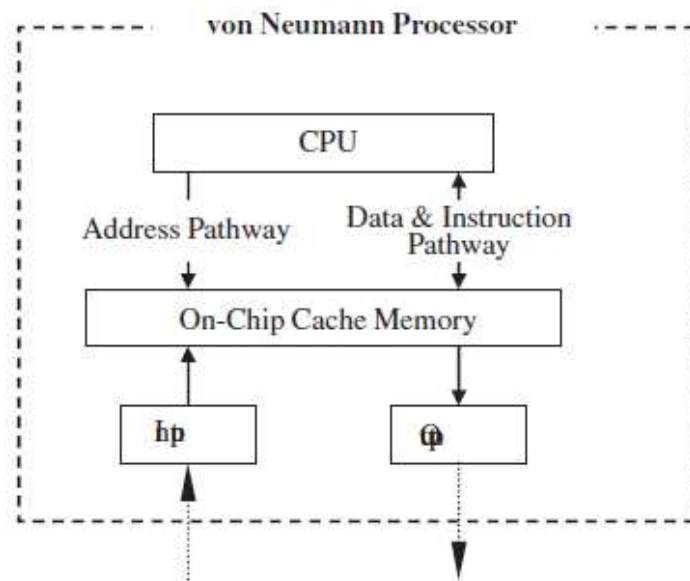 von Neumann Processor
CPU
Address Pathway
Data & Instruction
Pathway
On-Chip Cache Memory